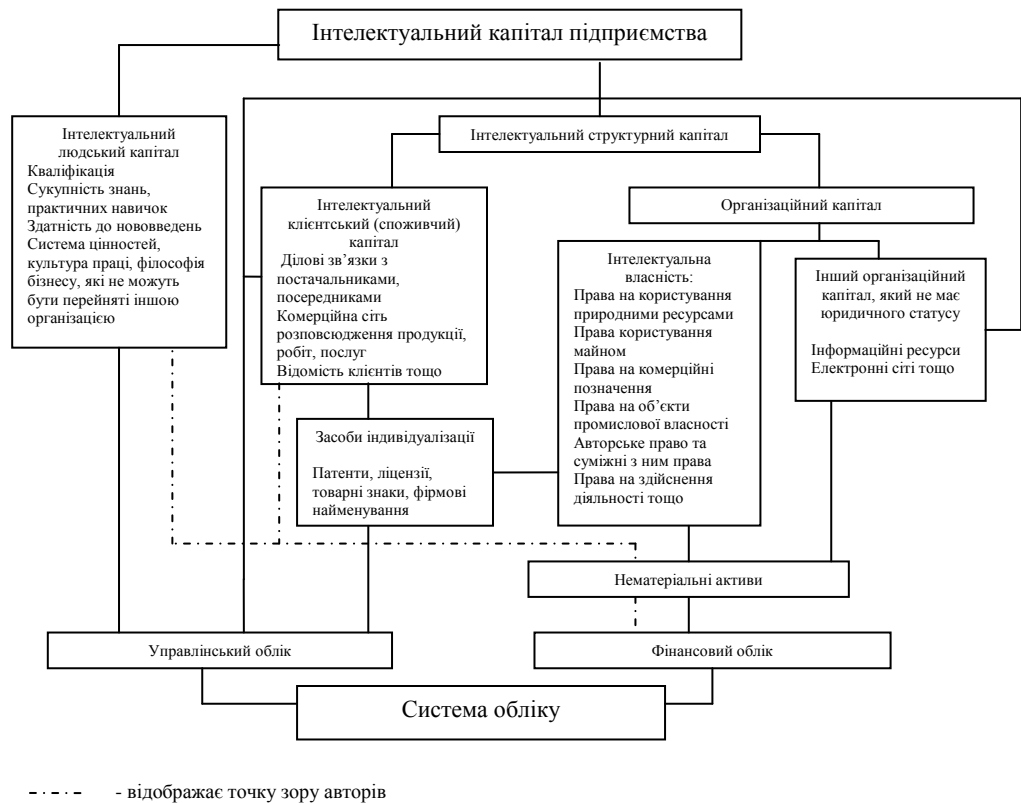 Інтелектуальний капітал підприємства
Інтелектуальний
людський капітал
Кваліфікація
Сукупність знань,
практичних навичок
Здатність до нововведень
Система цінностей,
культура праці, філософія
бізнесу, які не можуть
бути перейняті іншою
організацією
Інтелектуальний структурний капітал
Інтелектуальний
клієнтський (споживчий)
капітал
Ділові зв’язки з
постачальниками,
посередниками
Комерційна сіть
розповсюдження продукції,
робіт, послуг
Відомість клієнтів тощо
Організаційний капітал
Інтелектуальна
власність:
Права на користування
природними ресурсами
Права користування
майном
Права на комерційні
позначення
Права на об’єкти
промислової власності
Авторське право та
суміжні з ним права
Права на здійснення
діяльності тощо
Інший організаційний
капітал, який не має
юридичного статусу
Інформаційні ресурси
Електронні сіті тощо
Засоби індивідуалізації
Патенти, ліцензії,
товарні знаки, фірмові
найменування
Нематеріальні активи
Управлінський облік
Фінансовий облік
Система обліку
- відображає точку зору авторів